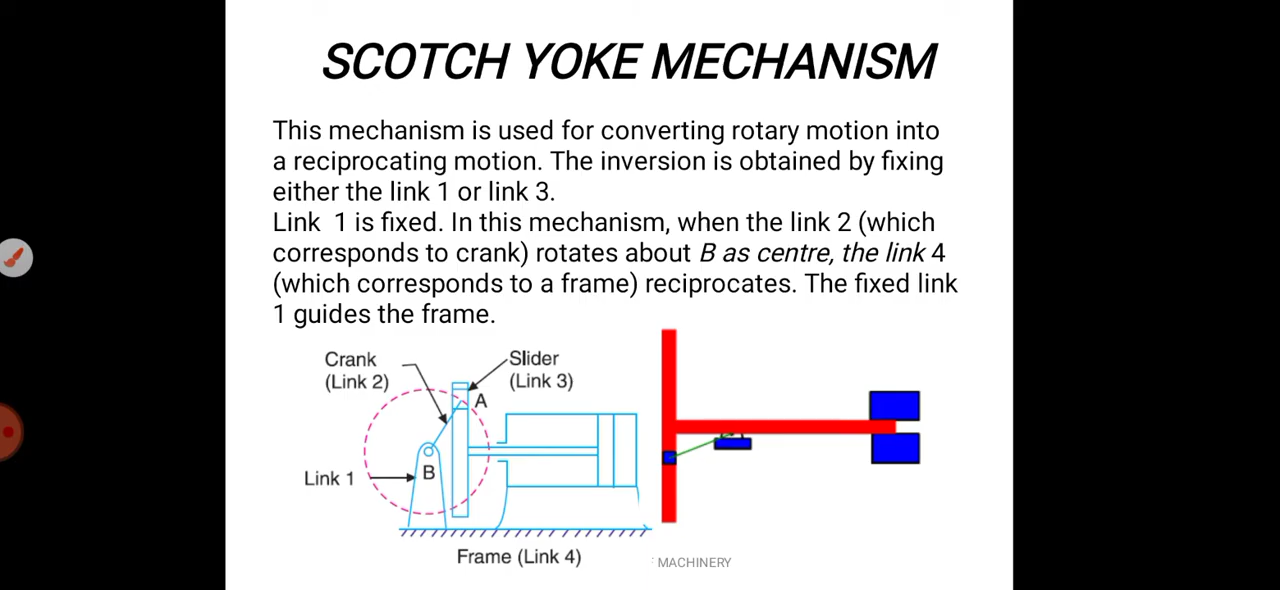 SCOTCH YOKE MECHANISM
This mechanism is used for converting rotary motion into
a reciprocating motion. The inversion is obtained by fixing
either the link 1 or link 3.
Link 1 is fixed. In this mechanism, when the link 2 (which
corresponds to crank) rotates about B as centre, the link 4
(which corresponds to a frame) reciprocates. The fixed link
1 guides the frame.
Crank
(Link 2)
Slider
(Link 3)
A
B
Link 1
Frame (Link 4)
MACHINERY